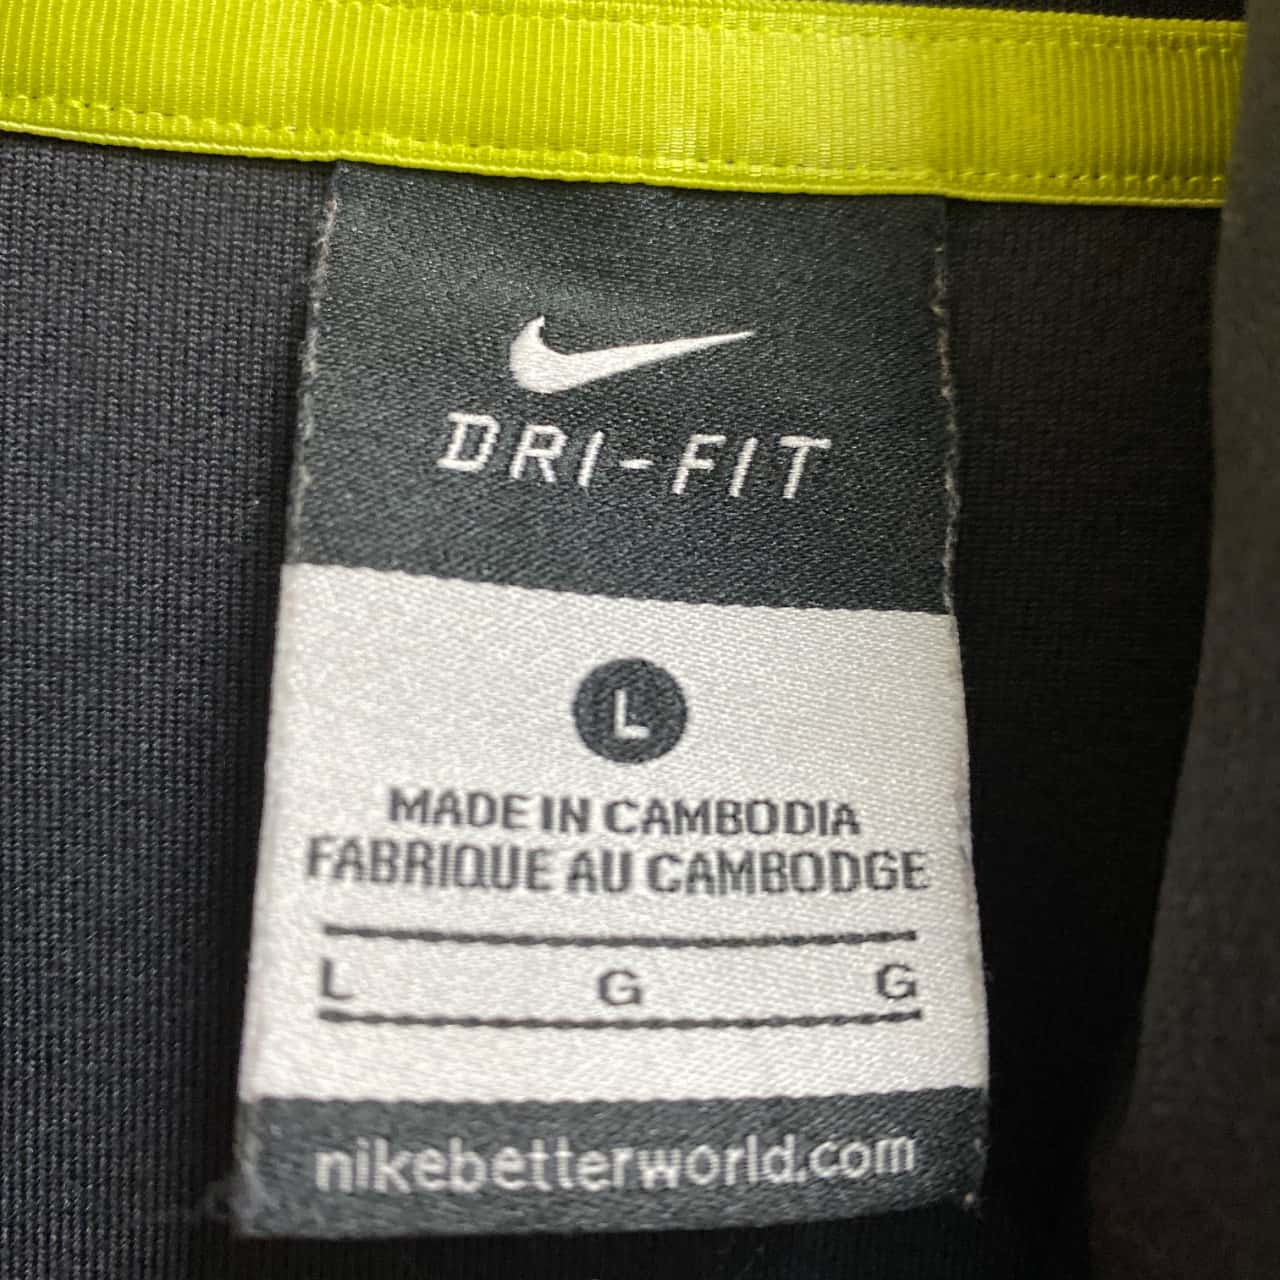 DRI-FIT
L
MADE IN CAMBODIA
FABRIQUE AU CAMBODGE
L G G
nikebetterworld.com